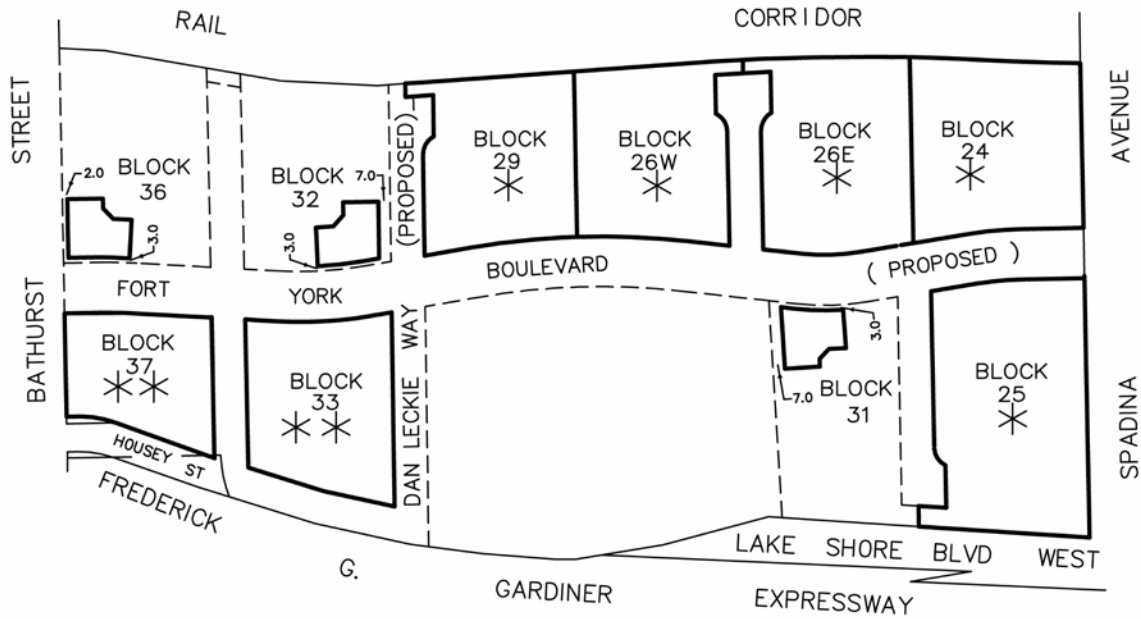 RAIL
CORRIDOR
STREET
AVENUE
BLOCK
36
2.0
3.0
BLOCK
32
7.0
3.0
(PROPOSED)
BLOCK
29
BLOCK
26W
BLOCK
26E
BLOCK
24
FORT
YORK
BOULEVARD
( PROPOSED )
BATHURST
BLOCK
37
BLOCK
33
DAN LECKIE WAY
3.0
7.0
BLOCK
31
BLOCK
25
SPADINA
HOUSEY ST
FREDERICK
G.
GARDINER
EXPRESSWAY
LAKE SHORE BLVD WEST